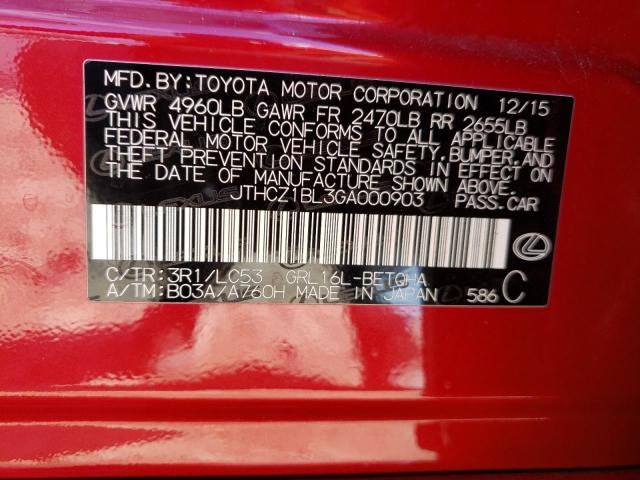 MFD.BY:TOYOTA MOTOR CORPORATION 12/15
GVWR 4960LB GAWR FR 2470LB RR 2655LB
THIS VEHICLE CONFORMS TO ALL APPLICABLE
FEDERAL MOTOR VEHICLE SAFETY,BUMPER,AND
THEFT PREVENTION STANDARDS IN EFFECT ON
THE DATE OF MANUFACTURE SHOWN ABOVE.
JTHCZ1BL3GA000903 PASS.CAR
C/TR:3R1/LC53 GRL16L-BETQHA
A/TM:B03A/A760H MADE IN JAPAN 586 C